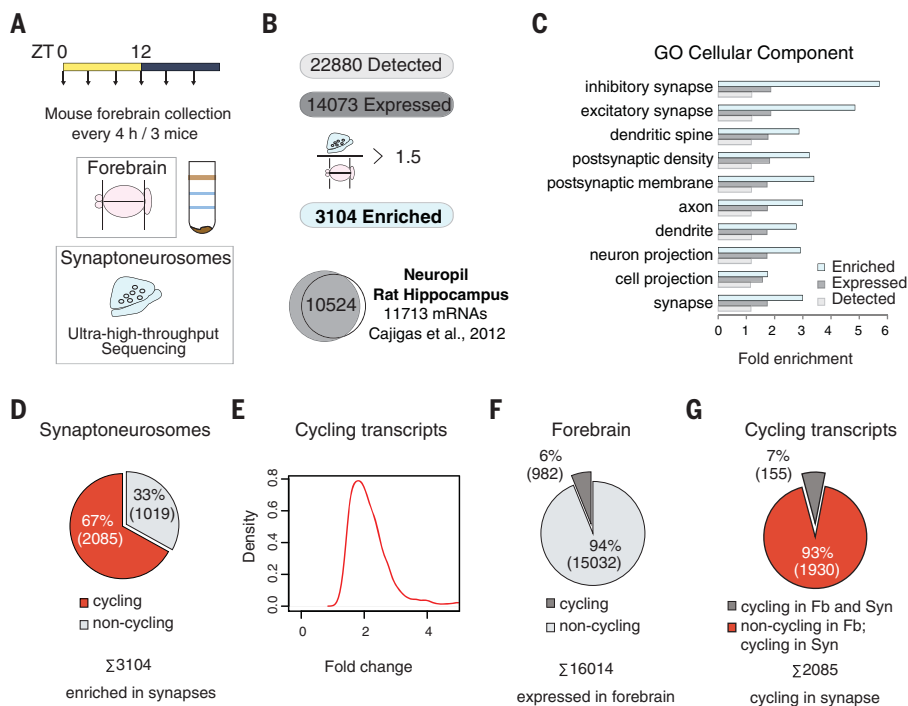 A
ZT 0 12
Mouse forebrain collection
every 4 h / 3 mice
Forebrain
Synaptoneurosomes
Ultra-high-throughput
Sequencing
B
22880 Detected
14073 Expressed
> 1.5
3104 Enriched
10524
Neuropil
Rat Hippocampus
11713 mRNAs
Cajigas et al., 2012
C
GO Cellular Component
inhibitory synapse
excitatory synapse
dendritic spine
postsynaptic density
postsynaptic membrane
axon
dendrite
neuron projection
cell projection
synapse
Enriched
Expressed
Detected
0 1 2 3 4 5 6
Fold enrichment
D
Synaptoneurosomes
33%
(1019)
67%
(2085)
cycling
non-cycling
Σ3104
enriched in synapses
E
Cycling transcripts
Density
0.8
0.6
0.4
0.2
0.0
0 2 4
Fold change
F
Forebrain
6%
(982)
94%
(15032)
cycling
non-cycling
Σ16014
expressed in forebrain
G
Cycling transcripts
7%
(155)
93%
(1930)
cycling in Fb and Syn
non-cycling in Fb;
cycling in Syn
Σ2085
cycling in synapse